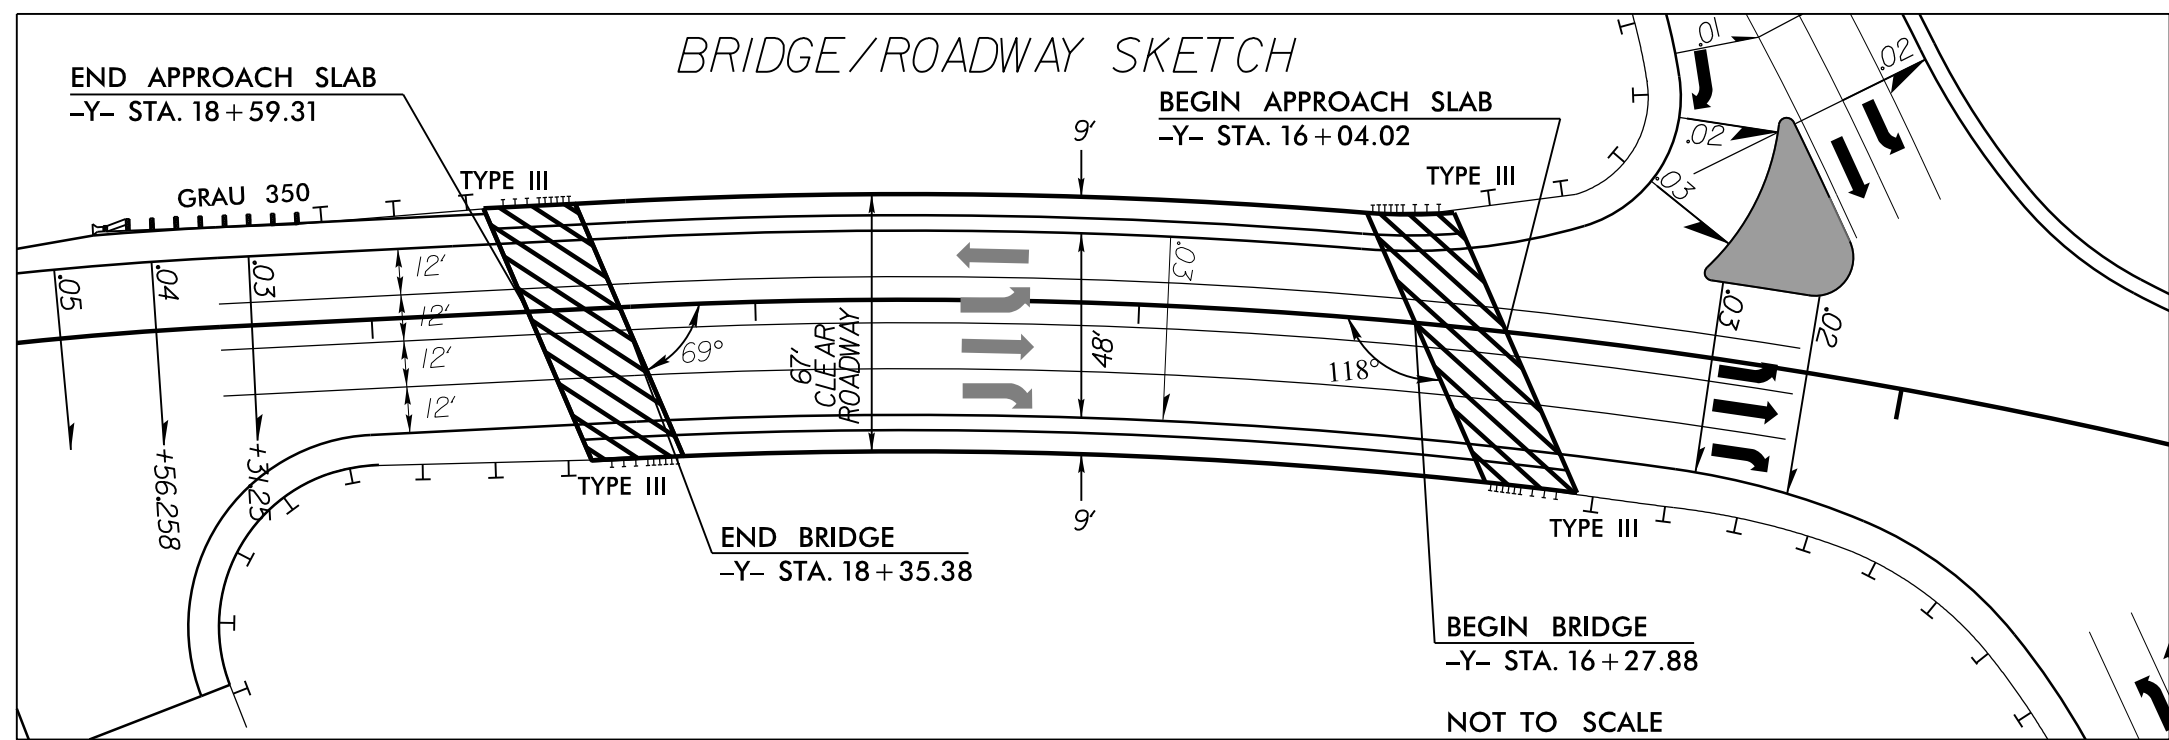 BRIDGE/ROADWAY SKETCH
END APPROACH SLAB
-Y- STA. 18+59.31
BEGIN APPROACH SLAB
-Y- STA. 16+04.02
.01
.02
.02
.03
9'
TYPE III
TYPE III
GRAU 350
.05
.04
.03
12'
12'
12'
12'
69°
67'
CLEAR
ROADWAY
48'
.03
118°
.03
.02
+56.258
+31.25
TYPE III
9'
TYPE III
END BRIDGE
-Y- STA. 18+35.38
BEGIN BRIDGE
-Y- STA. 16+27.88
NOT TO SCALE